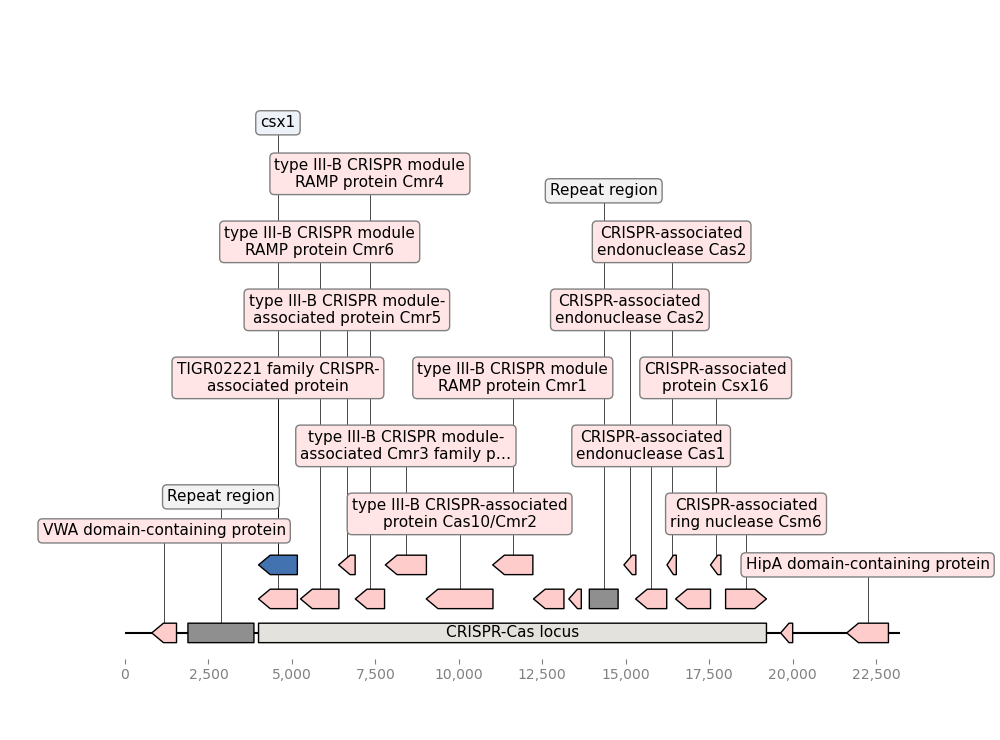 csx1
type III-B CRISPR module
RAMP protein Cmr4
Repeat region
type III-B CRISPR module
RAMP protein Cmr6
CRISPR-associated
endonuclease Cas2
type III-B CRISPR module-
associated protein Cmr5
CRISPR-associated
endonuclease Cas2
TIGR02221 family CRISPR-
associated protein
type III-B CRISPR module
RAMP protein Cmr1
CRISPR-associated
protein Csx16
type III-B CRISPR module-
associated Cmr3 family p...
CRISPR-associated
endonuclease Cas1
Repeat region
type III-B CRISPR-associated
protein Cas10/Cmr2
CRISPR-associated
ring nuclease Csm6
VWA domain-containing protein
HipA domain-containing protein
CRISPR-Cas locus
0 2,500 5,000 7,500 10,000 12,500 15,000 17,500 20,000 22,500